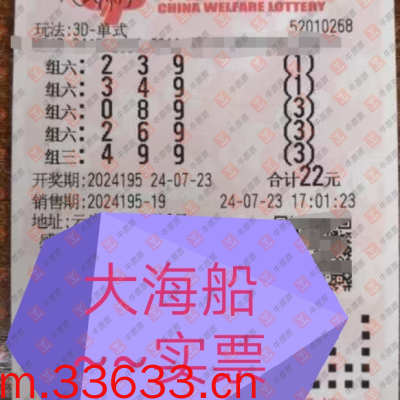 CHINA WELFARE LOTTERY
玩法:3D-单式 52010268
组六: 2 3 9 (1)
组六: 3 4 9 (1)
组六: 0 8 9 (3)
组六: 2 6 9 (3)
组三: 4 9 9 (3)
开奖期:2024195 24-07-23 合计22元
销售期:2024195-19 24-07-23 17:01:23
地址:
大海船
~~实票
m.33633.cn